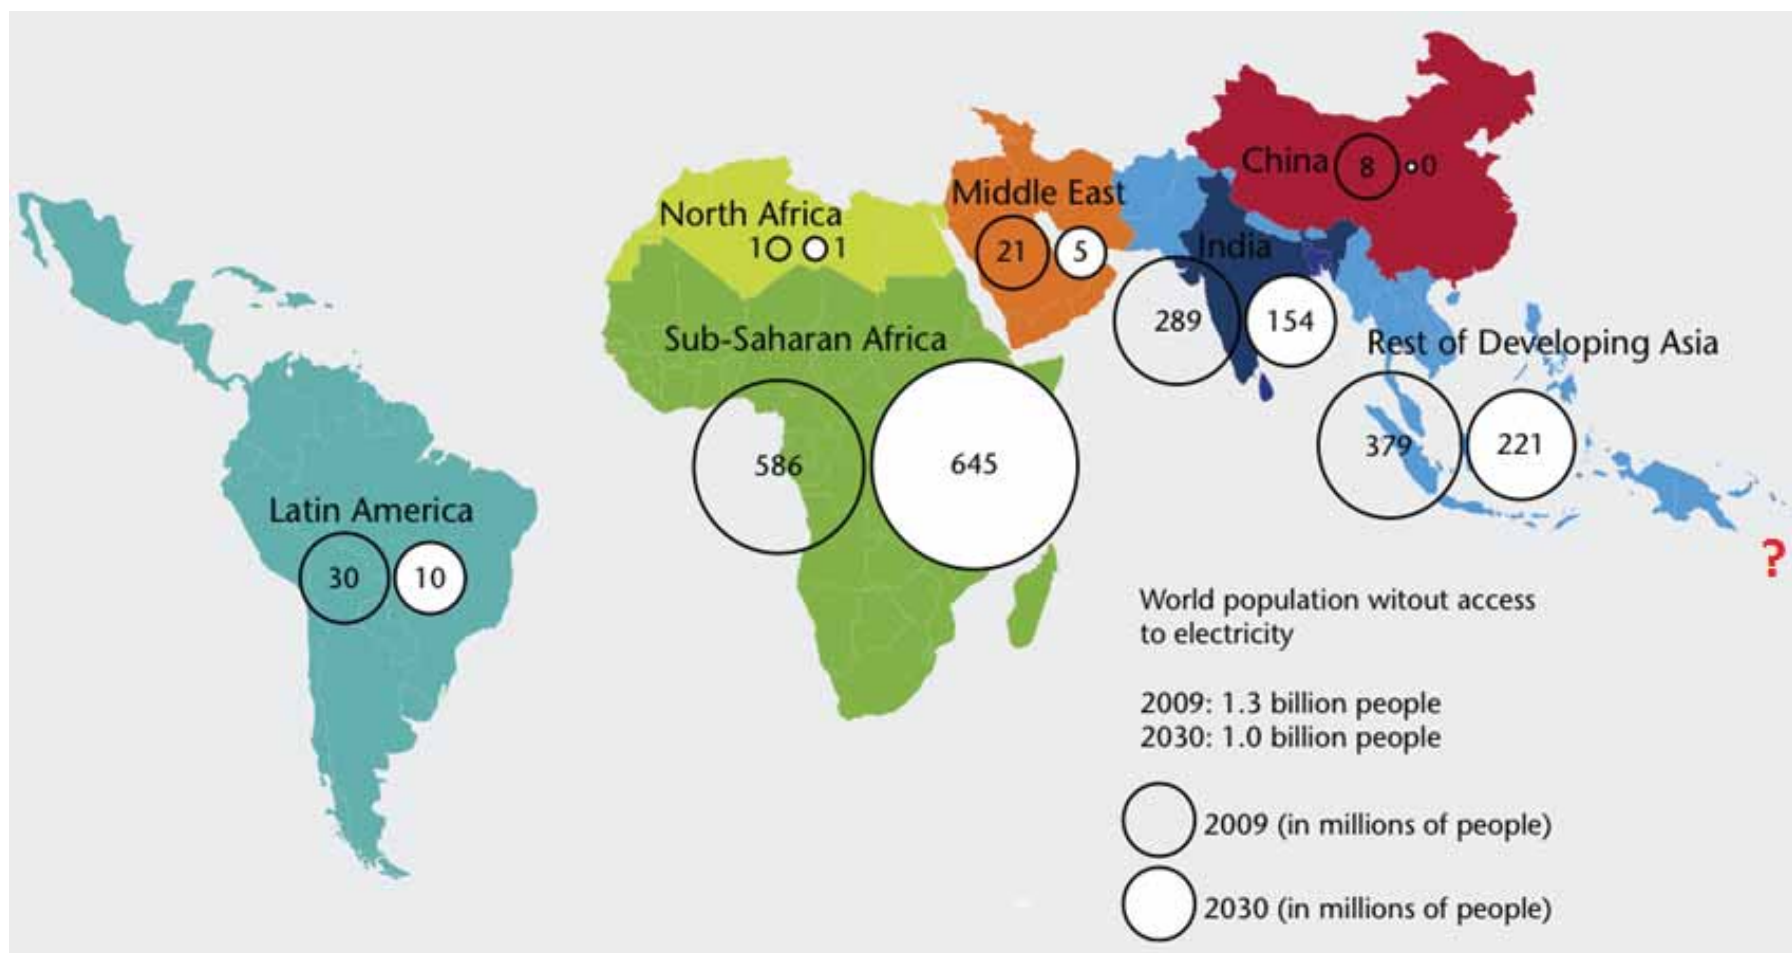 China 8 0
Middle East
21 5
North Africa
1 1
India
289 154
Sub-Saharan Africa
586 645
Rest of Developing Asia
379 221
Latin America
30 10
?
World population witout access
to electricity
2009: 1.3 billion people
2030: 1.0 billion people
2009 (in millions of people)
2030 (in millions of people)